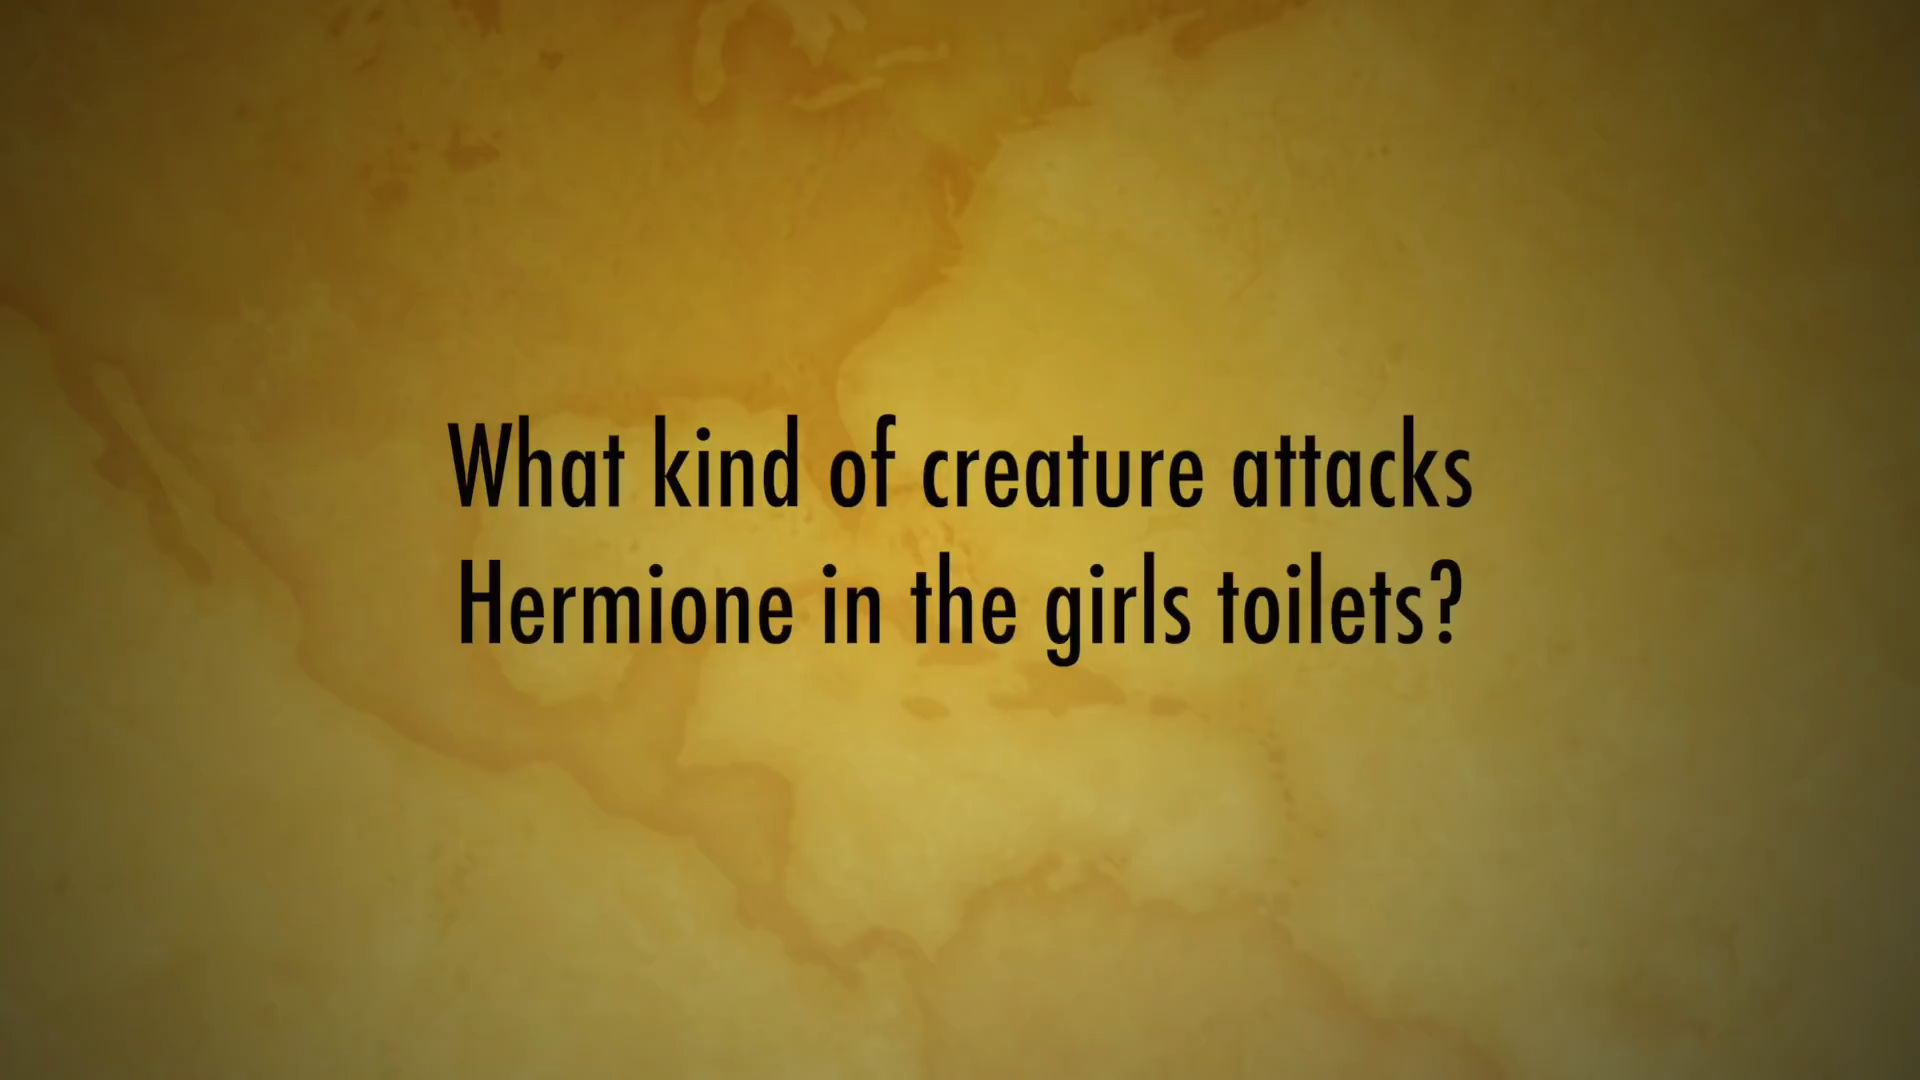 What kind of creature attacks
Hermione in the girls toilets?